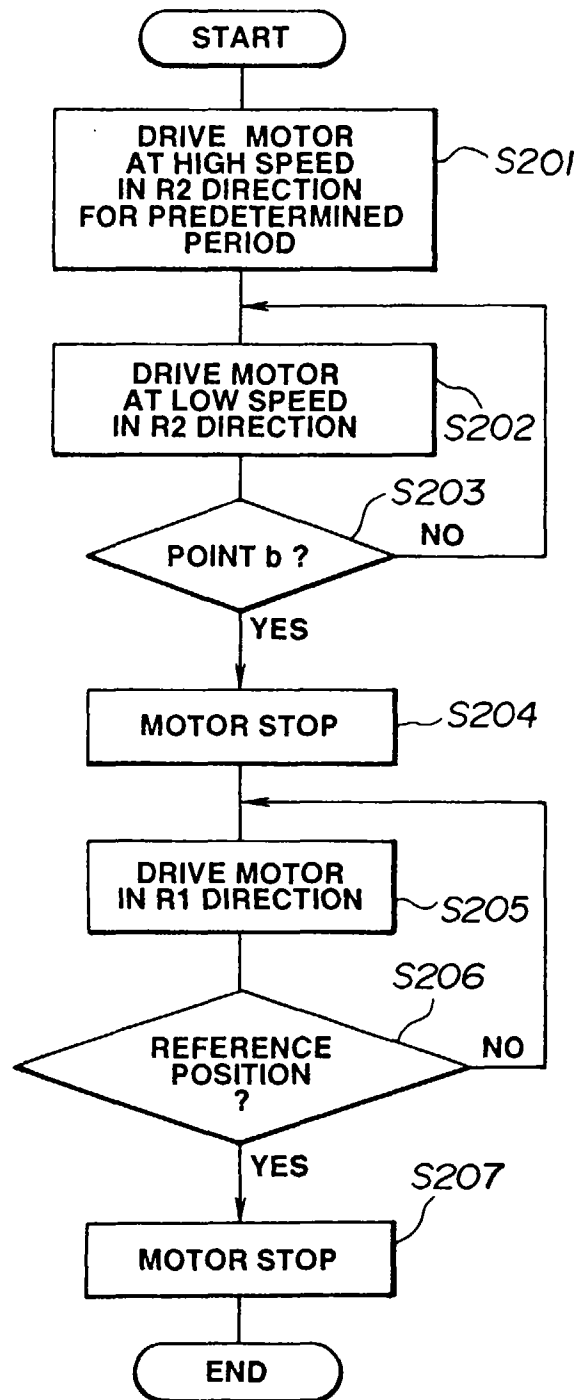 START
DRIVE MOTOR
AT HIGH SPEED
IN R2 DIRECTION
FOR PREDETERMINED
PERIOD
S201
DRIVE MOTOR
AT LOW SPEED
IN R2 DIRECTION
S202
S203
POINT b ?
NO
YES
MOTOR STOP
S204
DRIVE MOTOR
IN R1 DIRECTION
S205
S206
REFERENCE
POSITION
?
NO
YES
S207
MOTOR STOP
END